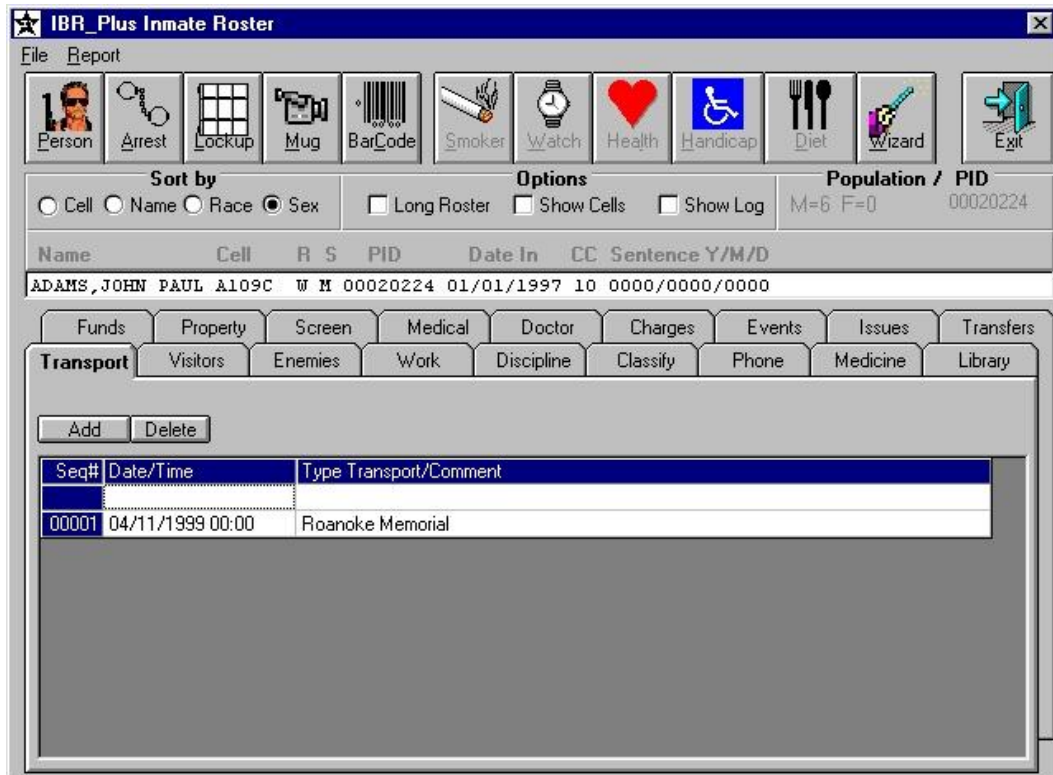 IBR_Plus Inmate Roster
File Report
Person Arrest Lockup Mug BarCode Smoker Watch Health Handicap Diet Wizard Exit
Sort by Options Population / PID
Cell Name Race Sex Long Roster Show Cells Show Log M=6 F=0 00020224
Name Cell R S PID Date In CC Sentence Y/M/D
ADAMS,JOHN PAUL A109C W M 00020224 01/01/1997 10 0000/0000/0000
Funds Property Screen Medical Doctor Charges Events Issues Transfers
Transport Visitors Enemies Work Discipline Classify Phone Medicine Library
Add Delete
Seq# Date/Time Type Transport/Comment
00001 04/11/1999 00:00 Roanoke Memorial